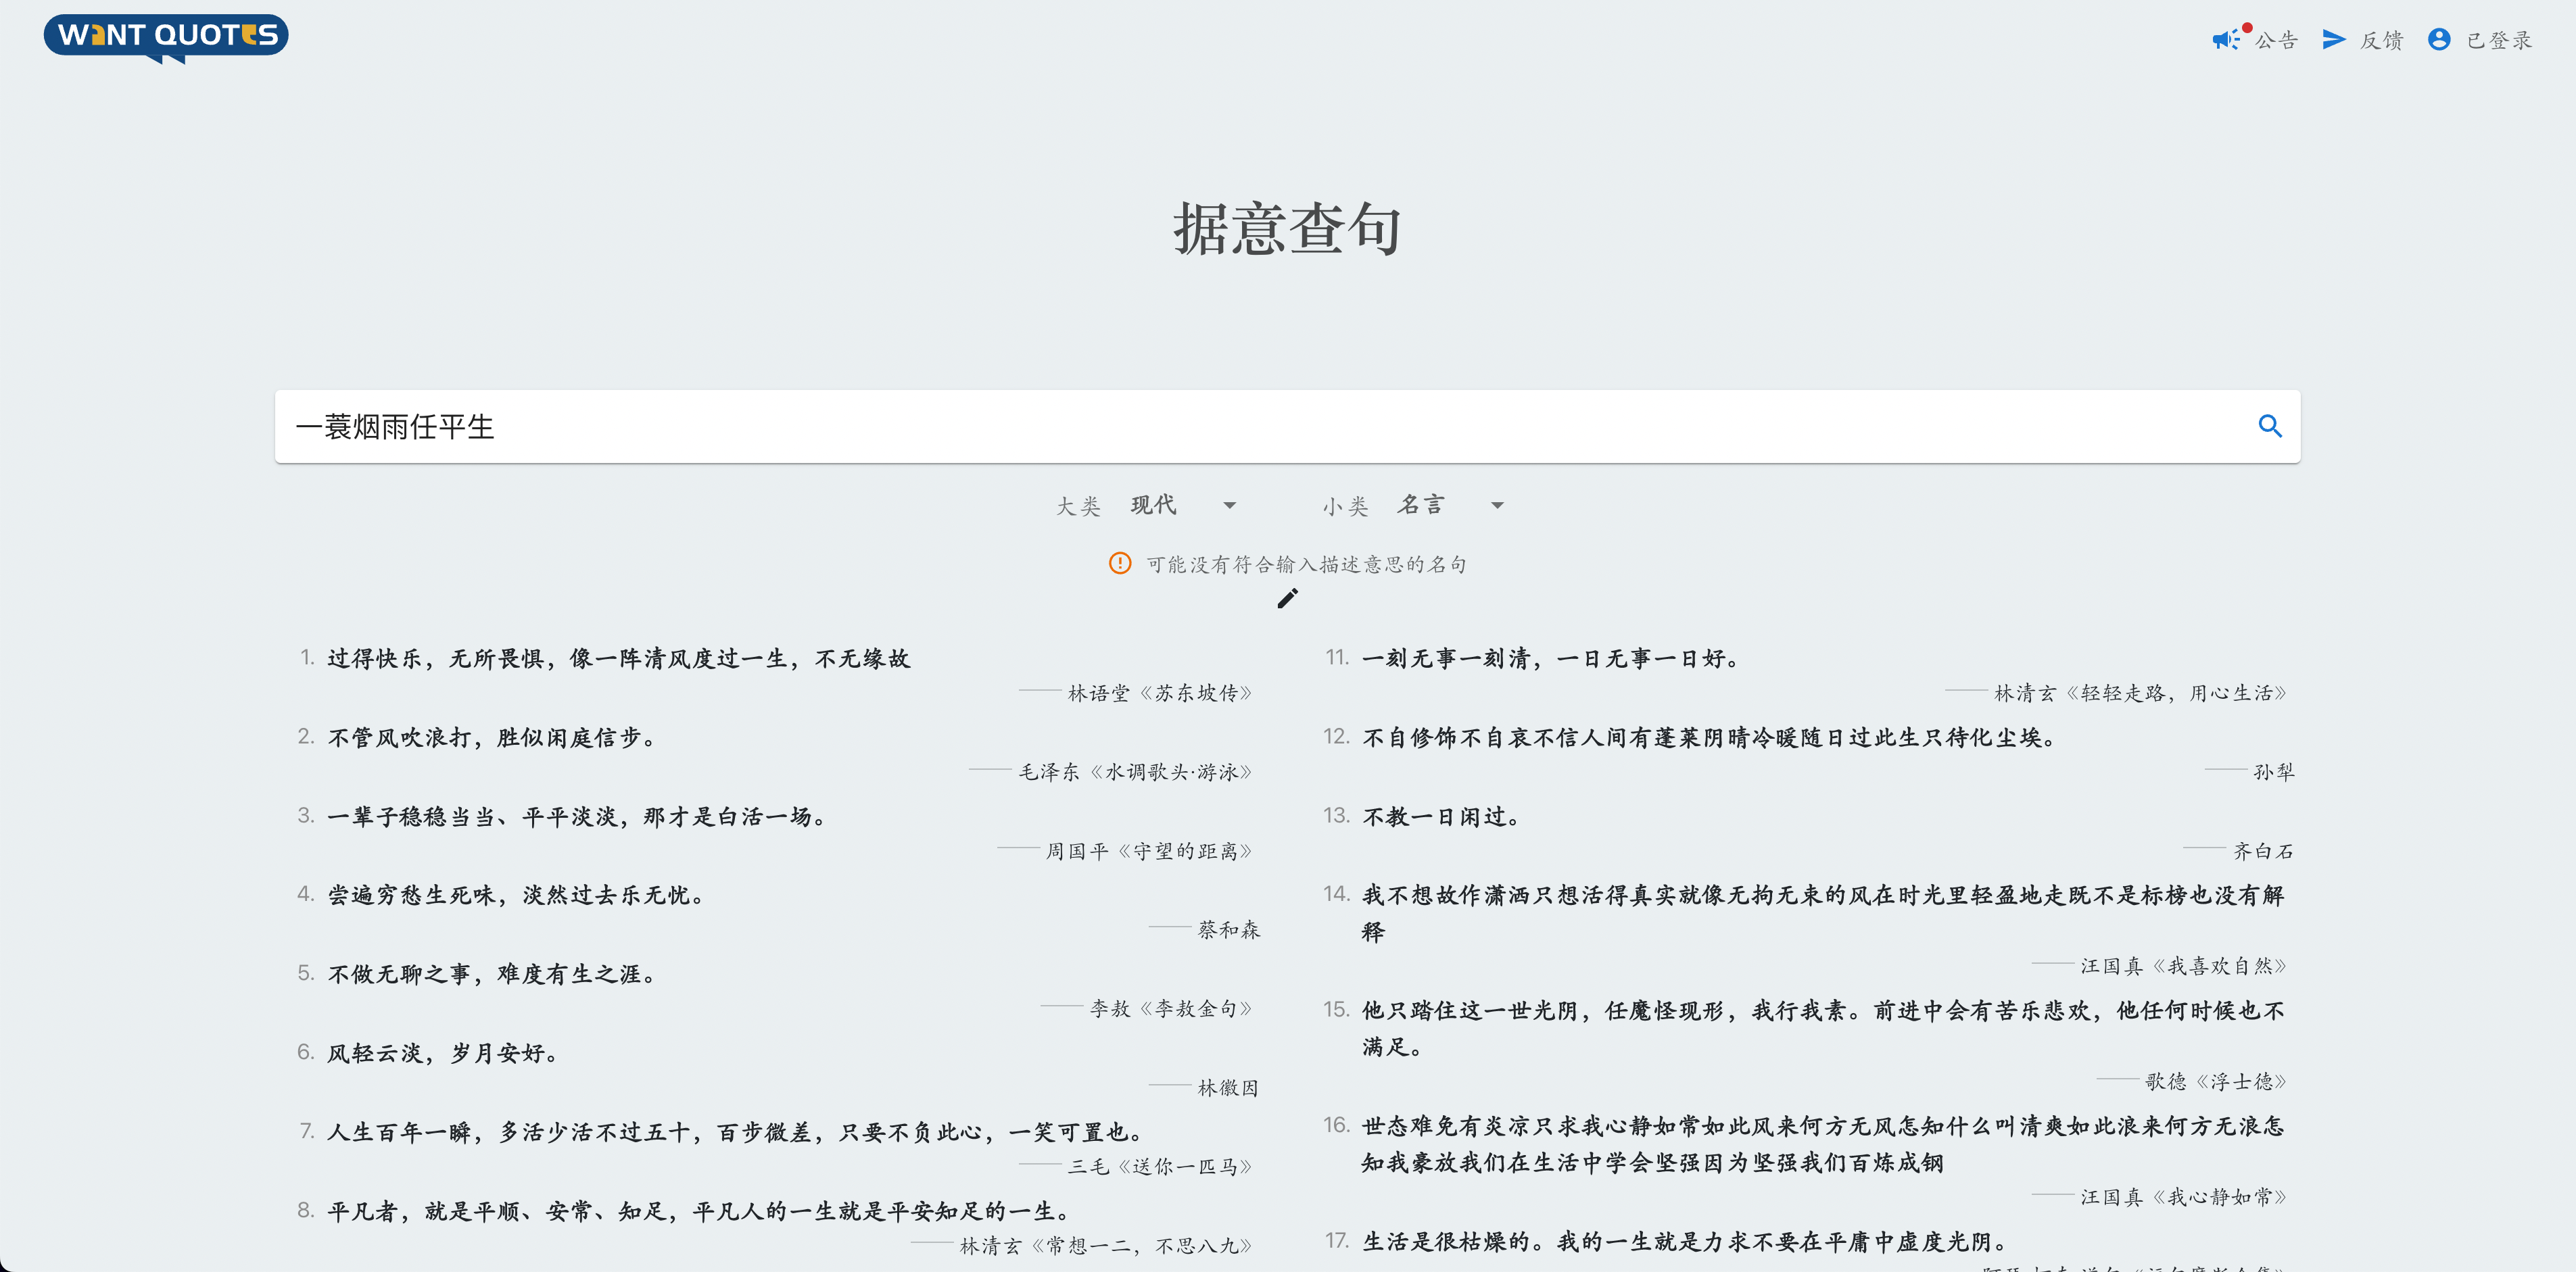 WANT QUOTES
公告 反馈 已登录
据意查句
一蓑烟雨任平生
大类 现代 小类 名言
可能没有符合输入描述意思的名句
1. 过得快乐，无所畏惧，像一阵清风度过一生，不无缘故
——林语堂《苏东坡传》
2. 不管风吹浪打，胜似闲庭信步。
——毛泽东《水调歌头·游泳》
3. 一辈子稳稳当当、平平淡淡，那才是白活一场。
——周国平《守望的距离》
4. 尝遍穷愁生死味，淡然过去乐无忧。
——蔡和森
5. 不做无聊之事，难度有生之涯。
——李敖《李敖金句》
6. 风轻云淡，岁月安好。
——林徽因
7. 人生百年一瞬，多活少活不过五十，百步微差，只要不负此心，一笑可置也。
——三毛《送你一匹马》
8. 平凡者，就是平顺、安常、知足，平凡人的一生就是平安知足的一生。
——林清玄《常想一二，不思八九》
11. 一刻无事一刻清，一日无事一日好。
——林清玄《轻轻走路，用心生活》
12. 不自修饰不自哀不信人间有蓬莱阴晴冷暖随日过此生只待化尘埃。
——孙犁
13. 不教一日闲过。
——齐白石
14. 我不想故作潇洒只想活得真实就像无拘无束的风在时光里轻盈地走既不是标榜也没有解
释
——汪国真《我喜欢自然》
15. 他只踏住这一世光阴，任魔怪现形，我行我素。前进中会有苦乐悲欢，他任何时候也不
满足。
——歌德《浮士德》
16. 世态难免有炎凉只求我心静如常如此风来何方无风怎知什么叫清爽如此浪来何方无浪怎
知我豪放我们在生活中学会坚强因为坚强我们百炼成钢
——汪国真《我心静如常》
17. 生活是很枯燥的。我的一生就是力求不要在平庸中虚度光阴。